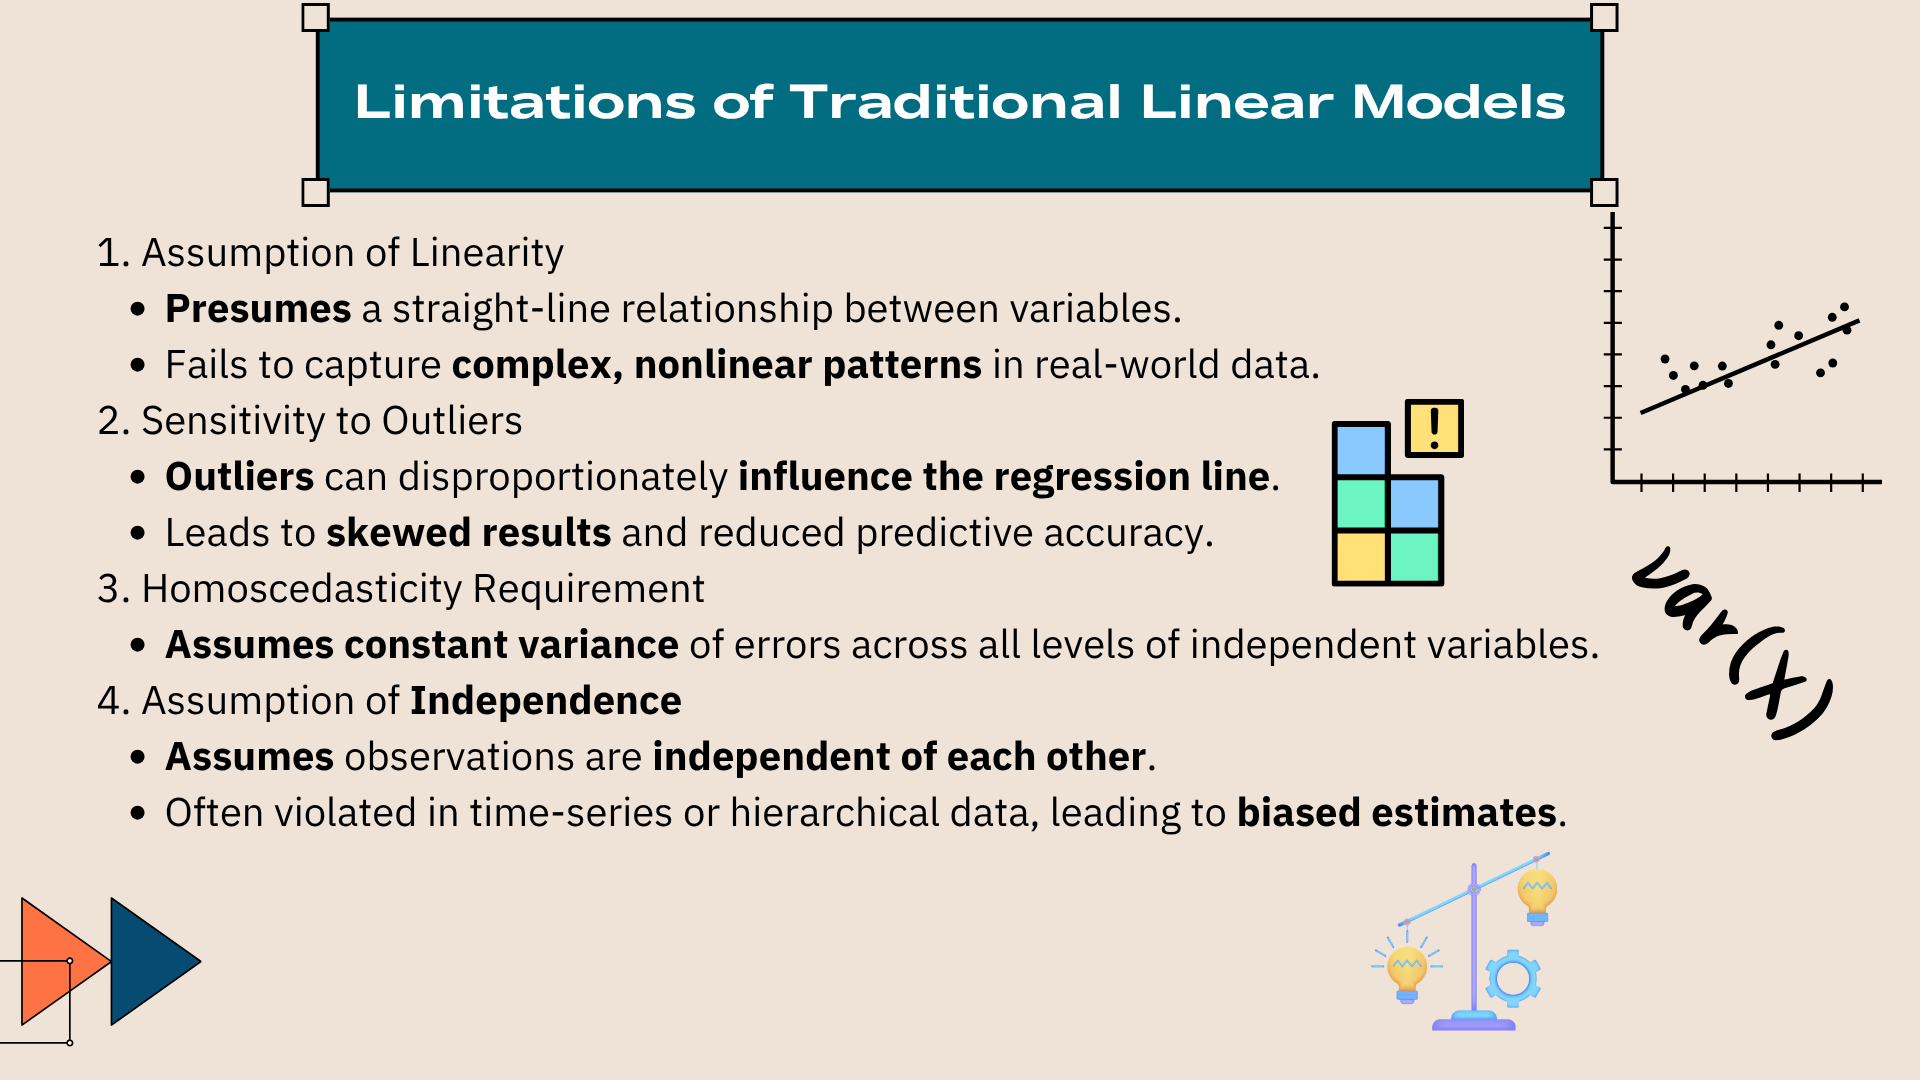 Limitations of Traditional Linear Models
1. Assumption of Linearity
• Presumes a straight-line relationship between variables.
• Fails to capture complex, nonlinear patterns in real-world data.
2. Sensitivity to Outliers
• Outliers can disproportionately influence the regression line.
• Leads to skewed results and reduced predictive accuracy.
3. Homoscedasticity Requirement
• Assumes constant variance of errors across all levels of independent variables.
4. Assumption of Independence
• Assumes observations are independent of each other.
• Often violated in time-series or hierarchical data, leading to biased estimates.
!
var(x)